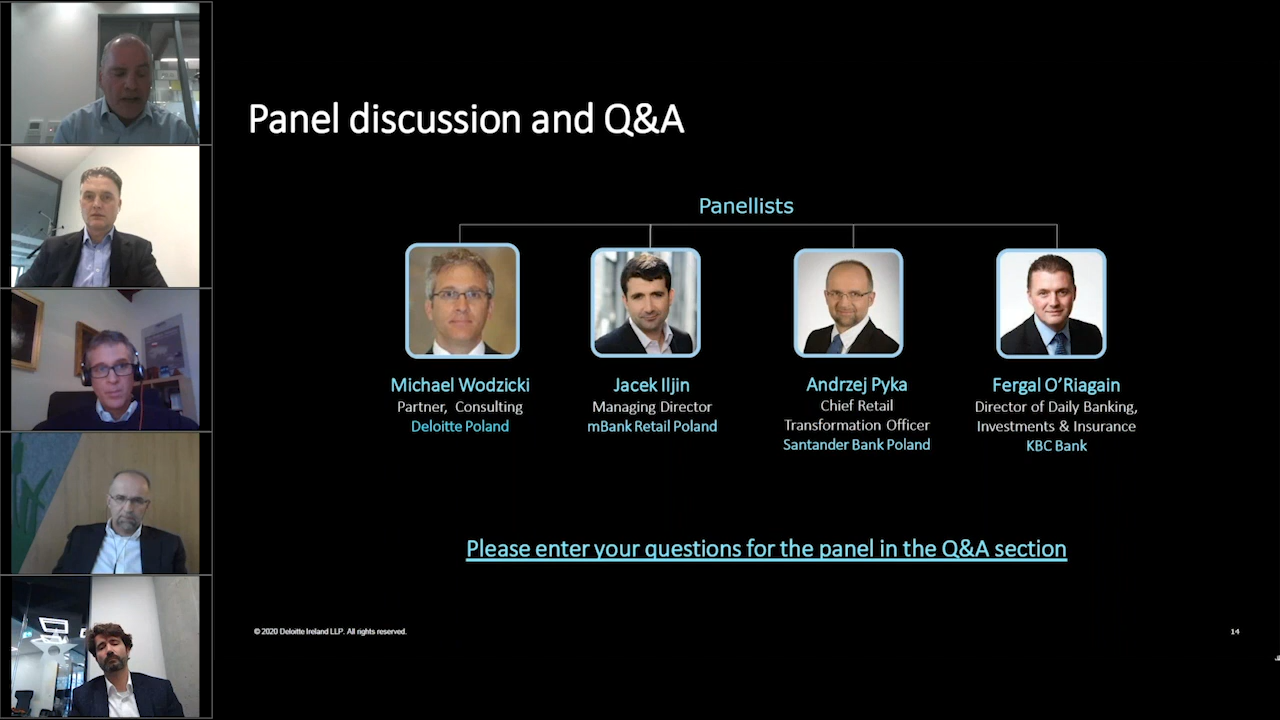 Panel discussion and Q&A
Panellists
Michael Wodzicki
Partner, Consulting
Deloitte Poland
Jacek Iljin
Managing Director
mBank Retail Poland
Andrzej Pyka
Chief Retail
Transformation Officer
Santander Bank Poland
Fergal O'Riagain
Director of Daily Banking,
Investments & Insurance
KBC Bank
Please enter your questions for the panel in the Q&A section
© 2020 Deloitte Ireland LLP. All rights reserved.
14